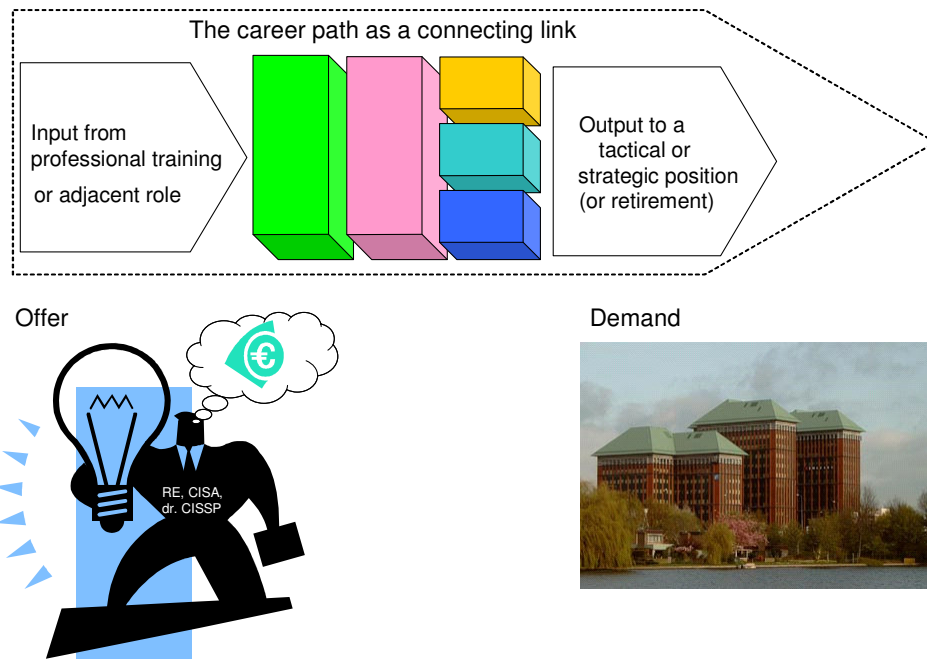 The career path as a connecting link
Input from
professional training
or adjacent role
Output to a
tactical or
strategic position
(or retirement)
Offer
Demand
€
RE, CISA,
dr. CISSP